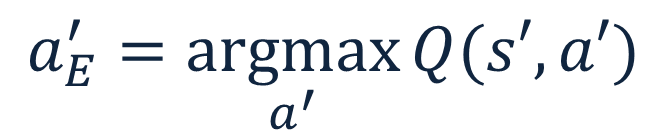 a′_E = argmax Q(s′, a′)
a′